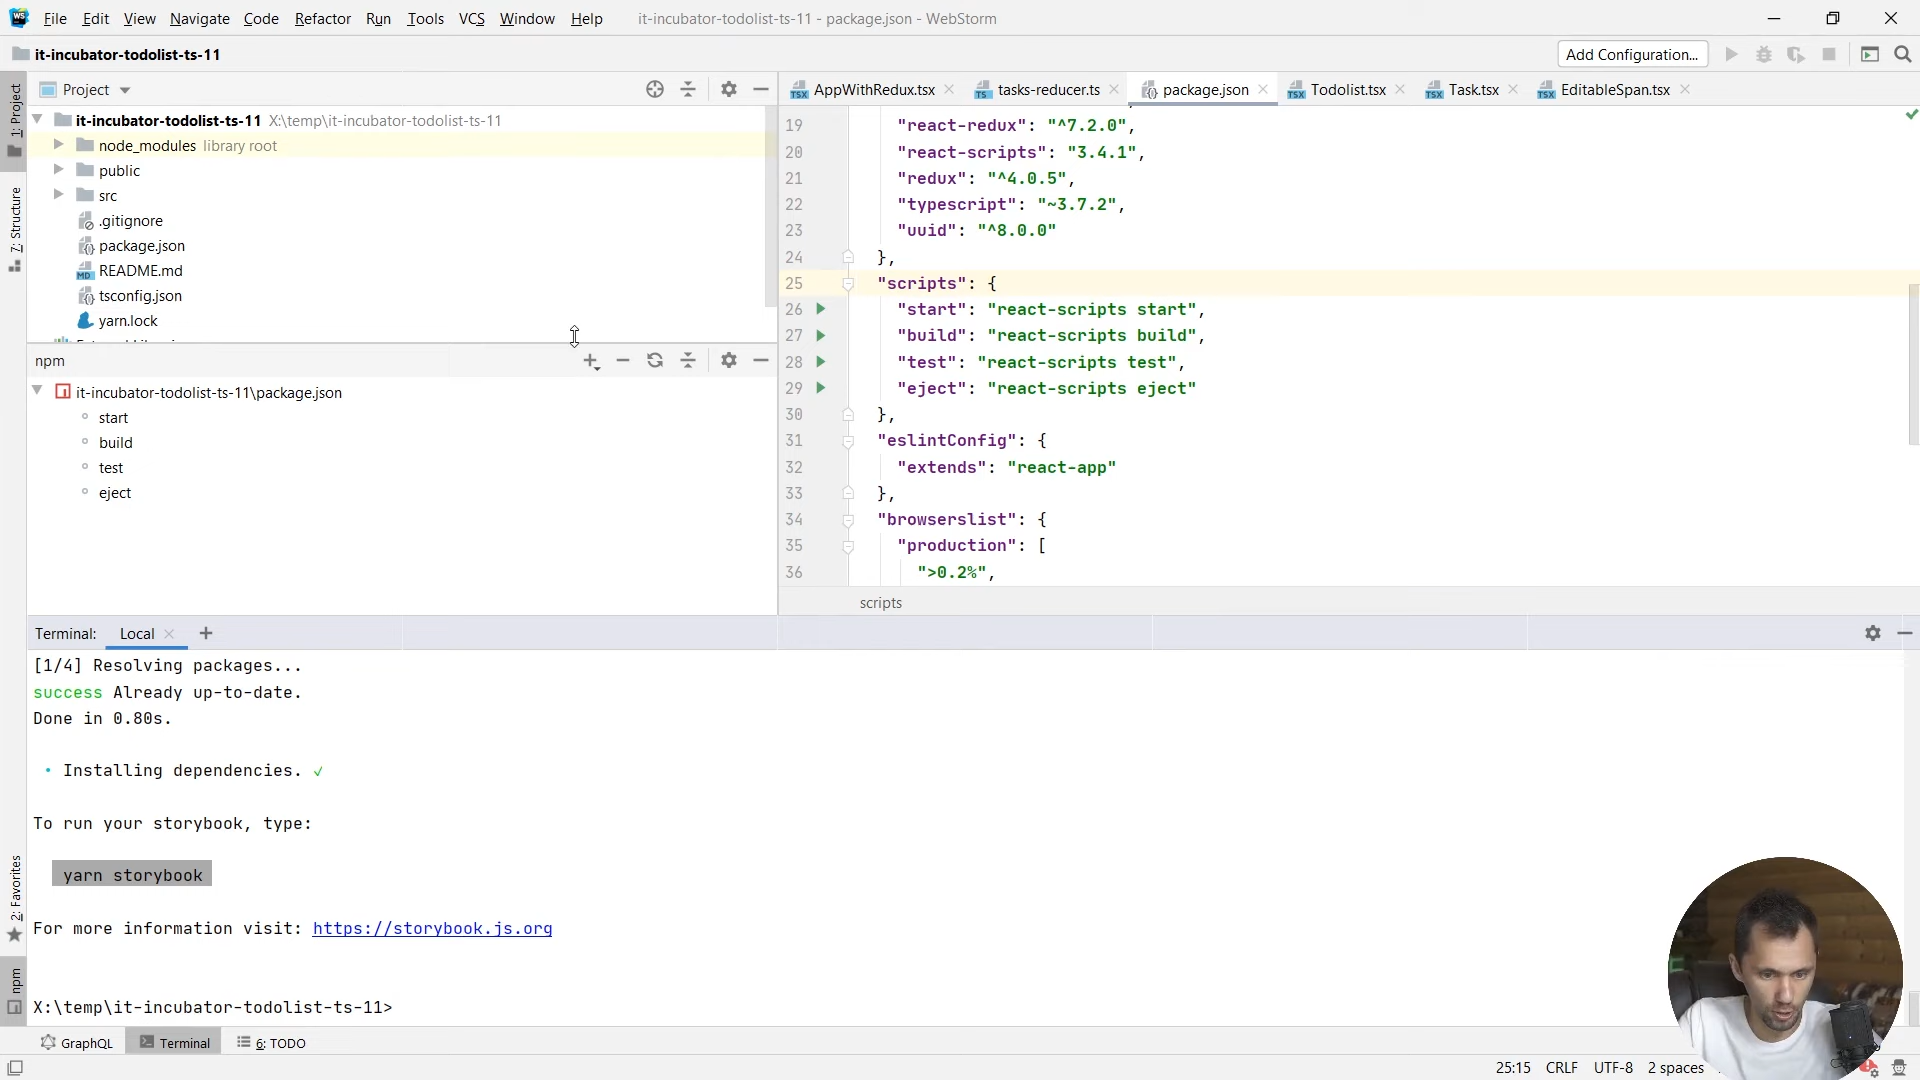 File Edit View Navigate Code Refactor Run Tools VCS Window Help it-incubator-todolist-ts-11 - package.json - WebStorm
it-incubator-todolist-ts-11
Add Configuration...
1: Project
7: Structure
2: Favorites
npm
Project
it-incubator-todolist-ts-11 X:\temp\it-incubator-todolist-ts-11
node_modules library root
public
src
.gitignore
package.json
README.md
tsconfig.json
yarn.lock
npm
it-incubator-todolist-ts-11\package.json
start
build
test
eject
AppWithRedux.tsx tasks-reducer.ts package.json Todolist.tsx Task.tsx EditableSpan.tsx
19 "react-redux": "^7.2.0",
20 "react-scripts": "3.4.1",
21 "redux": "^4.0.5",
22 "typescript": "~3.7.2",
23 "uuid": "^8.0.0"
24 },
25 "scripts": {
26 "start": "react-scripts start",
27 "build": "react-scripts build",
28 "test": "react-scripts test",
29 "eject": "react-scripts eject"
30 },
31 "eslintConfig": {
32 "extends": "react-app"
33 },
34 "browserslist": {
35 "production": [
36 ">0.2%",
scripts
Terminal: Local
[1/4] Resolving packages...
success Already up-to-date.
Done in 0.80s.
• Installing dependencies. ✓
To run your storybook, type:
yarn storybook
For more information visit: https://storybook.js.org
X:\temp\it-incubator-todolist-ts-11>
GraphQL Terminal 6: TODO
25:15 CRLF UTF-8 2 spaces